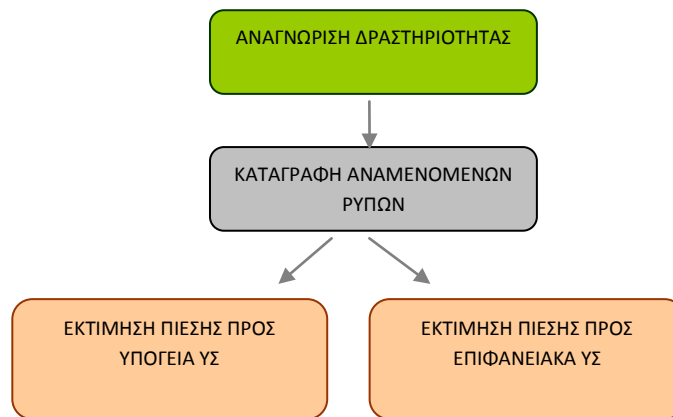 ΑΝΑΓΝΩΡΙΣΗ ΔΡΑΣΤΗΡΙΟΤΗΤΑΣ
ΚΑΤΑΓΡΑΦΗ ΑΝΑΜΕΝΟΜΕΝΩΝ
ΡΥΠΩΝ
ΕΚΤΙΜΗΣΗ ΠΙΕΣΗΣ ΠΡΟΣ
ΥΠΟΓΕΙΑ ΥΣ
ΕΚΤΙΜΗΣΗ ΠΙΕΣΗΣ ΠΡΟΣ
ΕΠΙΦΑΝΕΙΑΚΑ ΥΣ